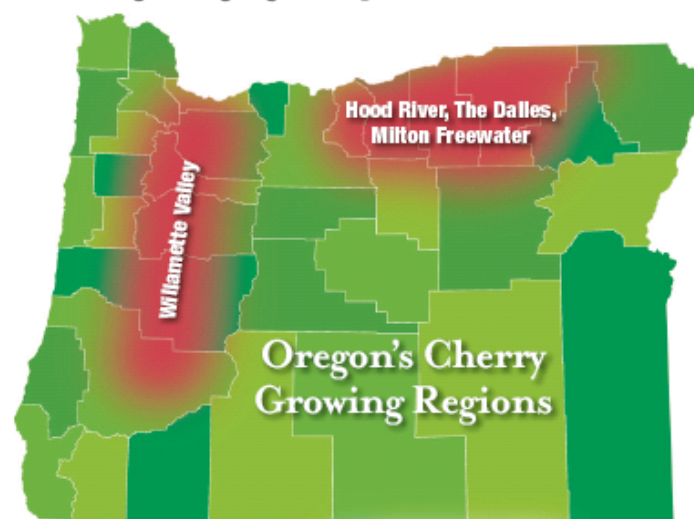 Hood River, The Dalles,
Milton Freewater
Willamette Valley
Oregon's Cherry
Growing Regions